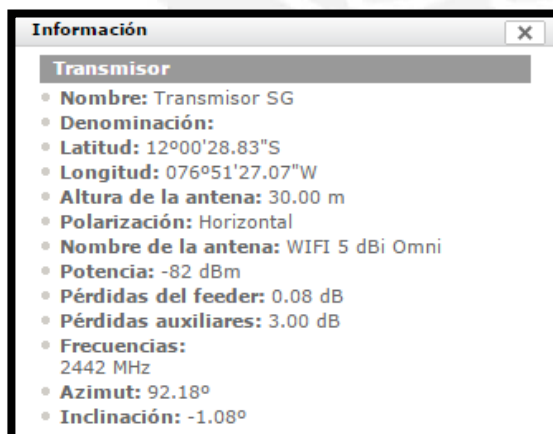 Información
Transmisor
Nombre: Transmisor SG
Denominación:
Latitud: 12º00'28.83"S
Longitud: 076º51'27.07"W
Altura de la antena: 30.00 m
Polarización: Horizontal
Nombre de la antena: WIFI 5 dBi Omni
Potencia: -82 dBm
Pérdidas del feeder: 0.08 dB
Pérdidas auxiliares: 3.00 dB
Frecuencias:
2442 MHz
Azimut: 92.18º
Inclinación: -1.08º